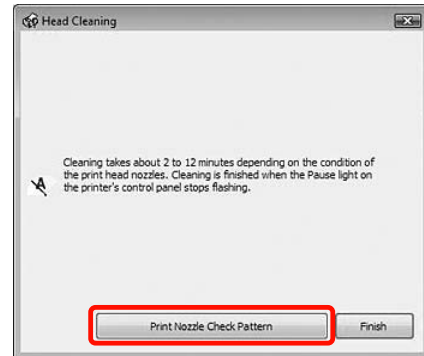 Head Cleaning
Cleaning takes about 2 to 12 minutes depending on the condition of
the print head nozzles. Cleaning is finished when the Pause light on
the printer's control panel stops flashing.
Print Nozzle Check Pattern
Finish